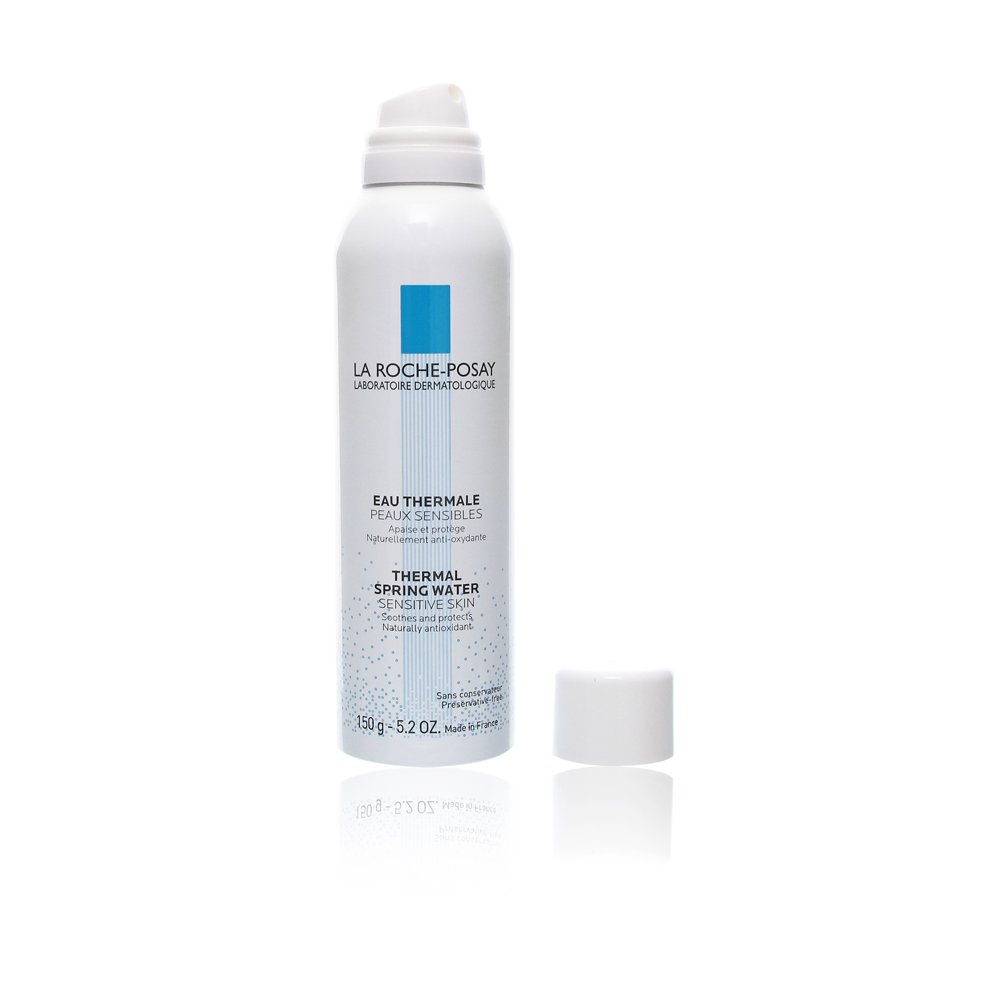 LA ROCHE-POSAY
LABORATOIRE DERMATOLOGIQUE
EAU THERMALE
PEAUX SENSIBLES
Apaise et protège
Naturellement anti-oxydante
THERMAL
SPRING WATER
SENSITIVE SKIN
Soothes and protects
Naturally antioxidant
Sans conservateur
Preservative-free
150 g - 5.2 OZ. Made in France